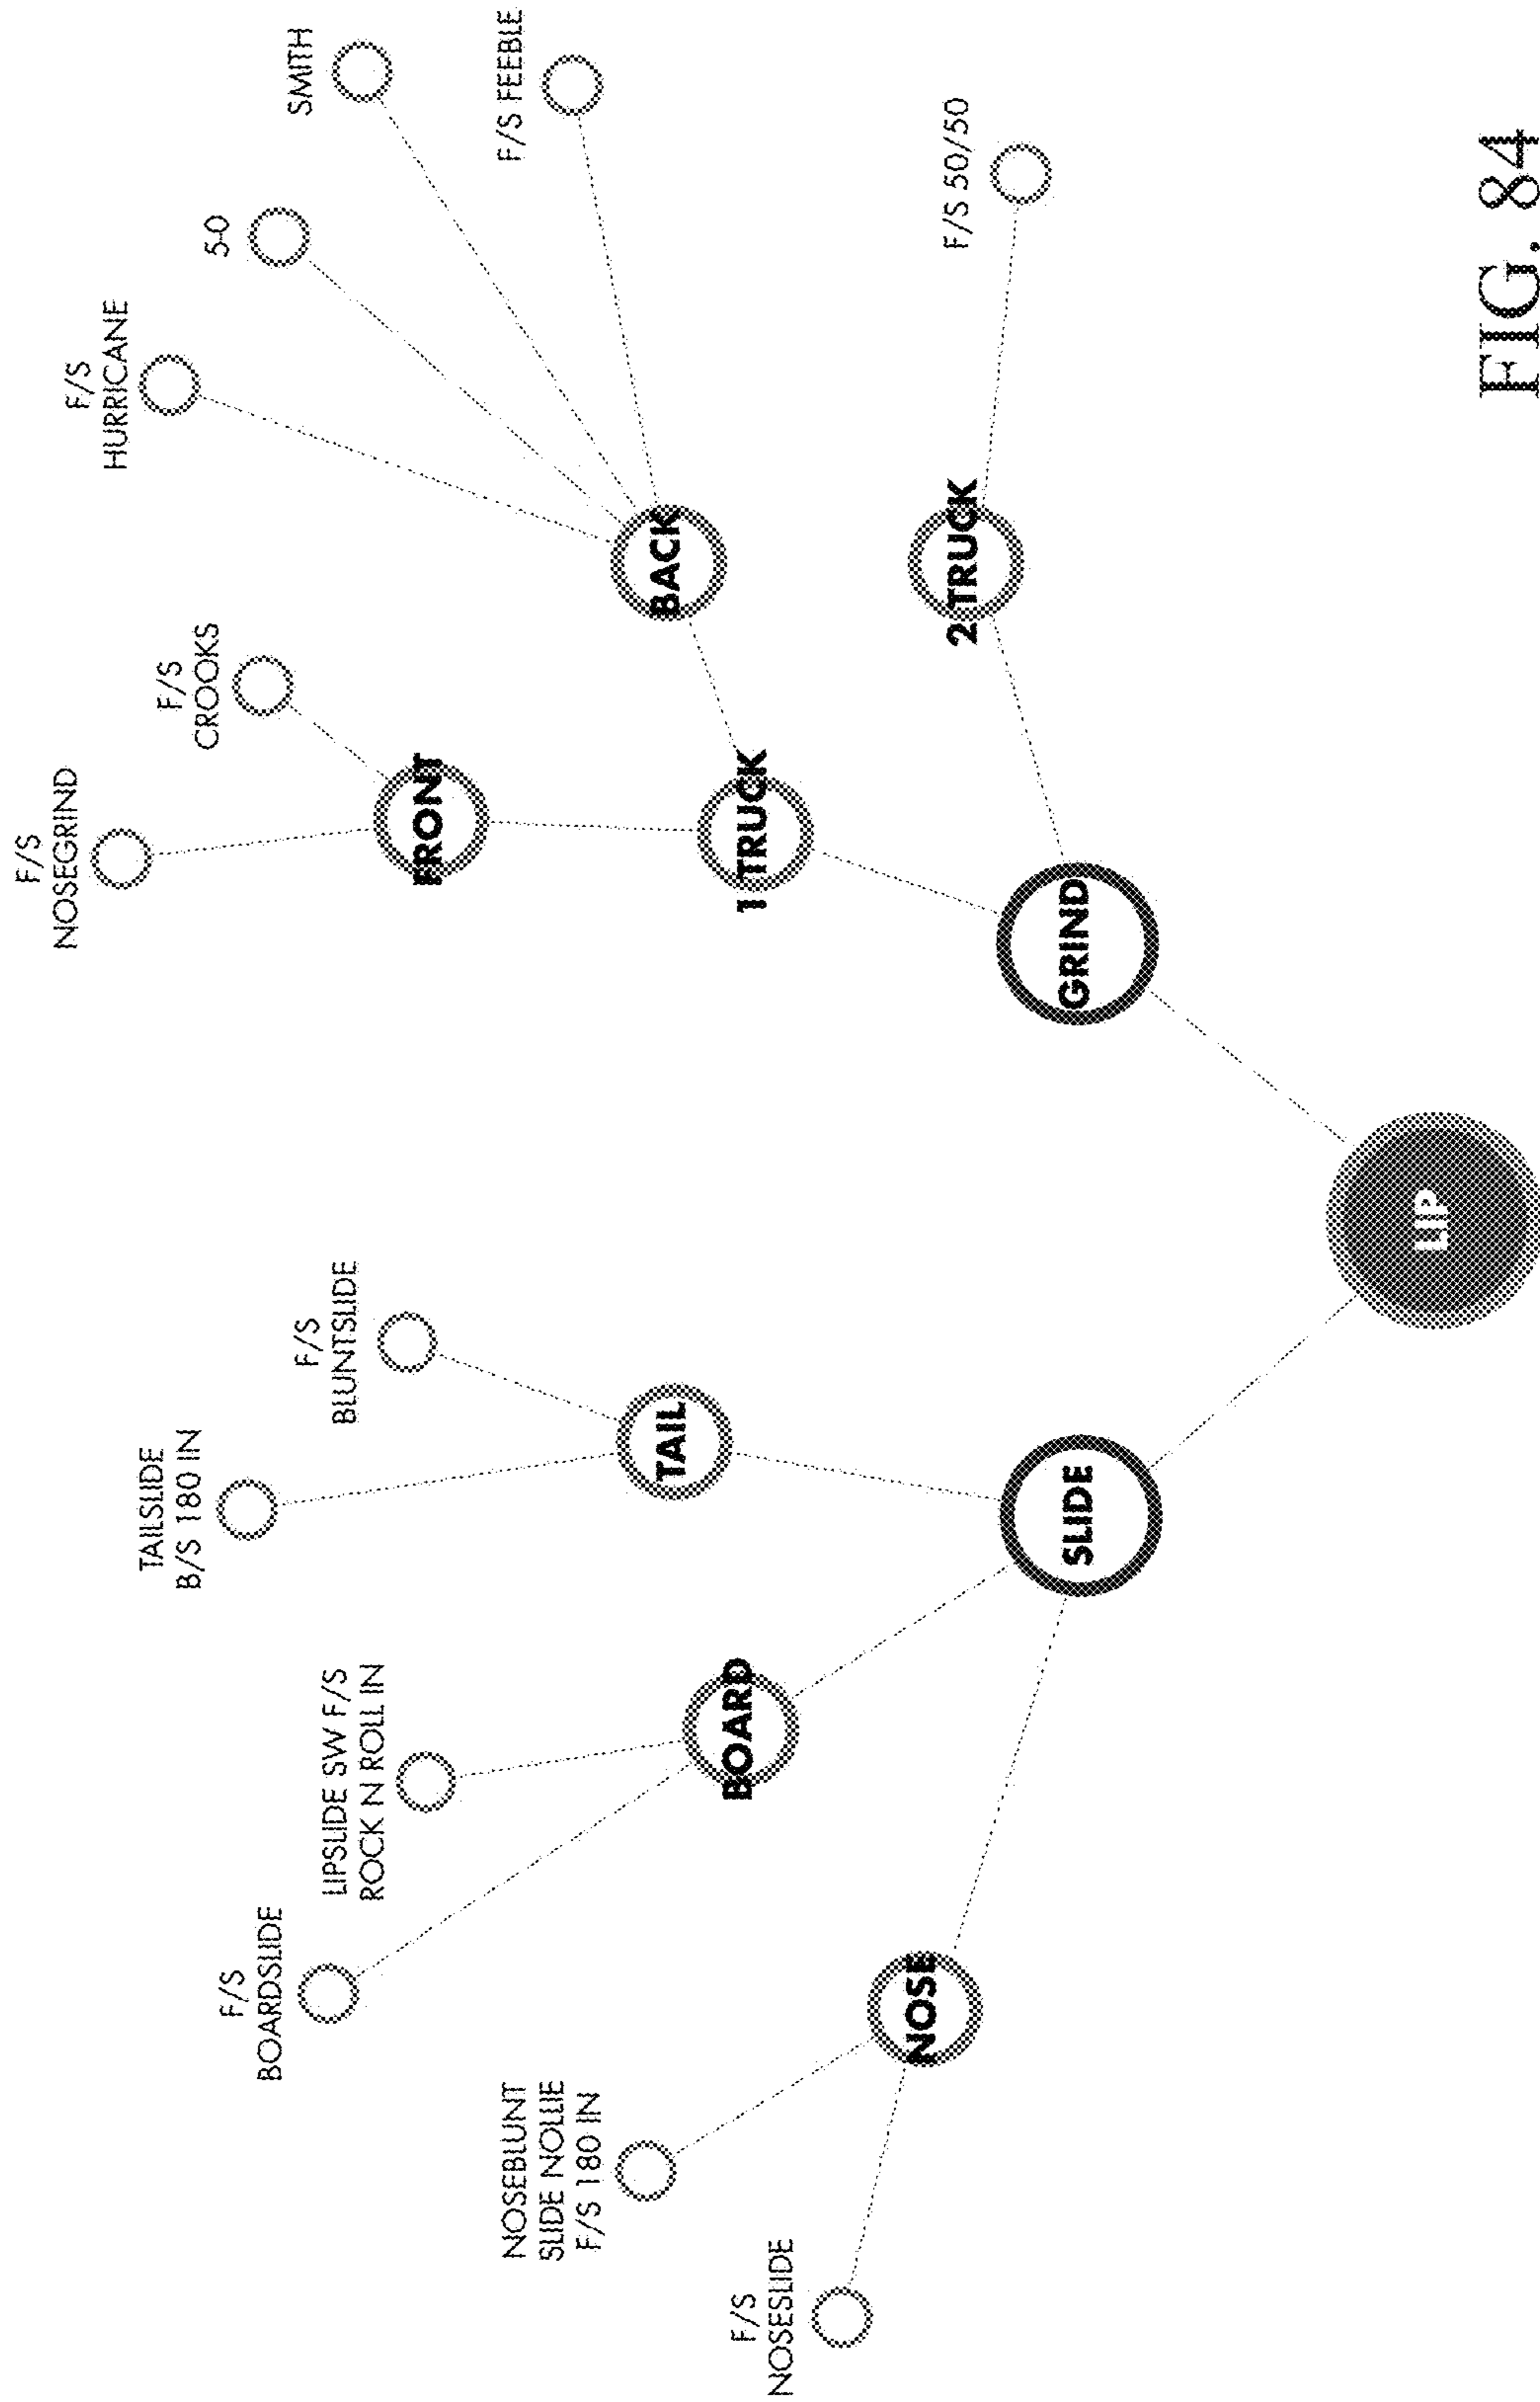 F/S
NOSESLIDE
NOSEBLUNT
SLIDE NOLLIE
F/S 180 IN
NOSE
F/S
BOARDSLIDE
LIPSLIDE SW F/S
ROCK N ROLL IN
BOARD
TAILSLIDE
B/S 180 IN
F/S
BLUNTSLIDE
TAIL
SLIDE
LIP
GRIND
F/S
NOSEGRIND
F/S
CROOKS
FRONT
1 TRUCK
F/S
HURRICANE
5-0
SMITH
F/S FEEBLE
BACK
2 TRUCK
F/S 50/50
FIG. 84